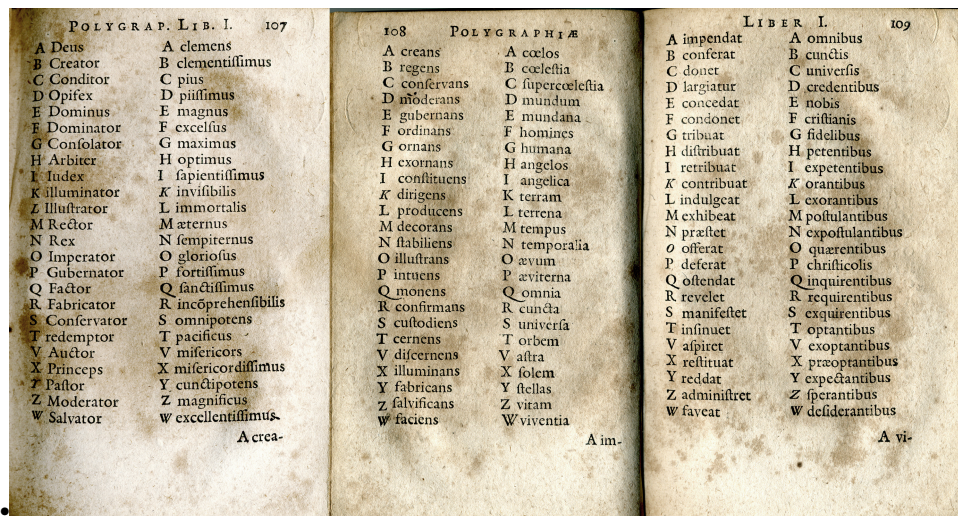 POLYGRAP. LIB. I. 107
A Deus
B Creator
C Conditor
D Opifex
E Dominus
F Dominator
G Conſolator
H Arbiter
I Iudex
K illuminator
L Illuſtrator
M Rector
N Rex
O Imperator
P Gubernator
Q Factor
R Fabricator
S Conſervator
T redemptor
V Auctor
X Princeps
Y Paſtor
Z Moderator
W Salvator
A clemens
B clementiſſimus
C pius
D piiſſimus
E magnus
F excelſus
G maximus
H optimus
I ſapientiſſimus
K inviſibilis
L immortalis
M æternus
N ſempiternus
O glorioſus
P fortiſſimus
Q ſanctiſſimus
R incõprehenſibilis
S omnipotens
T pacificus
V miſericors
X miſericordiſſimus
Y cunctipotens
Z magnificus
W excellentiſſimus
A crea-
108 POLYGRAPHIÆ
A creans
B regens
C conſervans
D moderans
E gubernans
F ordinans
G ornans
H exornans
I conſtituens
K dirigens
L producens
M decorans
N ſtabiliens
O illuſtrans
P intuens
Q monens
R confirmans
S cuſtodiens
T cernens
V diſcernens
X illuminans
Y fabricans
Z ſalvificans
W faciens
A cœlos
B cœleſtia
C ſupercœleſtia
D mundum
E mundana
F homines
G humana
H angelos
I angelica
K terram
L terrena
M tempus
N temporalia
O ævum
P æviterna
Q omnia
R cuncta
S univerſa
T orbem
V aſtra
X ſolem
Y ſtellas
Z vitam
W viventia
A im-
LIBER I. 109
A impendat
B conferat
C donet
D largiatur
E concedat
F condonet
G tribuat
H diſtribuat
I retribuat
K contribuat
L indulgeat
M exhibeat
N præſtet
O offerat
P deferat
Q oſtendat
R revelet
S manifeſtet
T inſinuet
V aſpiret
X reſtituat
Y reddat
Z adminiſtret
W faveat
A omnibus
B cunctis
C univerſis
D credentibus
E nobis
F criſtianis
G fidelibus
H petentibus
I expetentibus
K orantibus
L exorantibus
M poſtulantibus
N expoſtulantibus
O quærentibus
P chriſticolis
Q inquirentibus
R requirentibus
S exquirentibus
T optantibus
V exoptantibus
X præoptantibus
Y expectantibus
Z ſperantibus
W deſiderantibus
A vi-